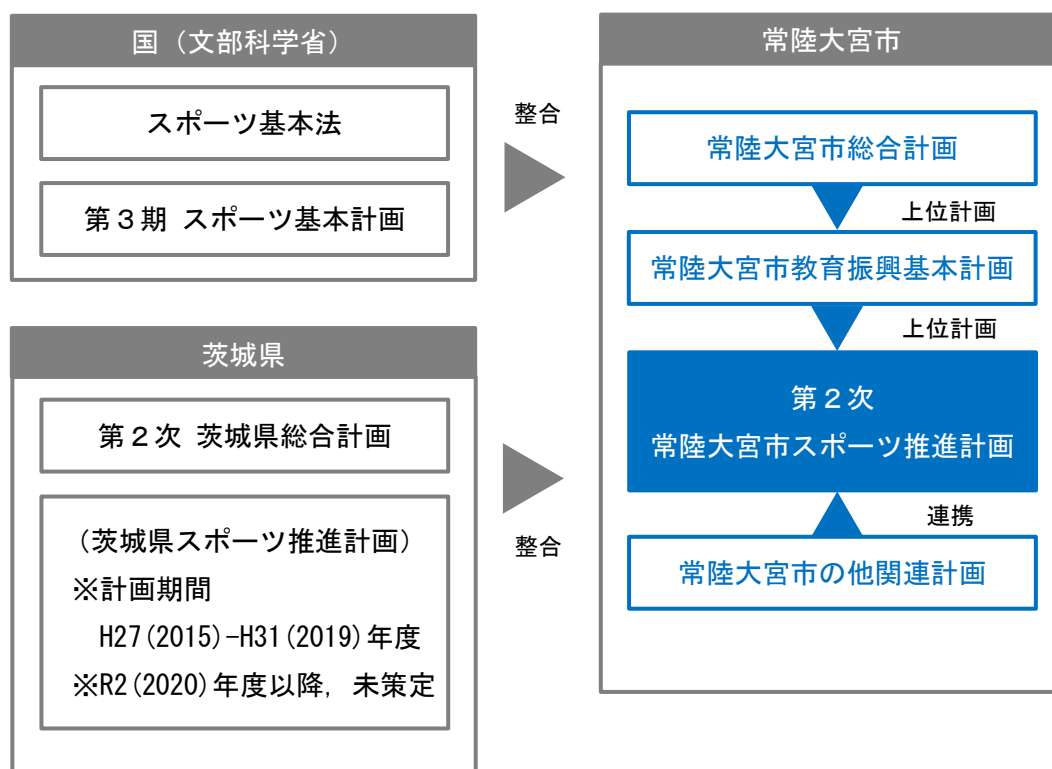 国（文部科学省）
スポーツ基本法
第３期 スポーツ基本計画
整合
茨城県
第２次 茨城県総合計画
（茨城県スポーツ推進計画）
※計画期間
H27(2015)-H31(2019)年度
※R2(2020)年度以降，未策定
整合
常陸大宮市
常陸大宮市総合計画
上位計画
常陸大宮市教育振興基本計画
上位計画
第２次
常陸大宮市スポーツ推進計画
連携
常陸大宮市の他関連計画